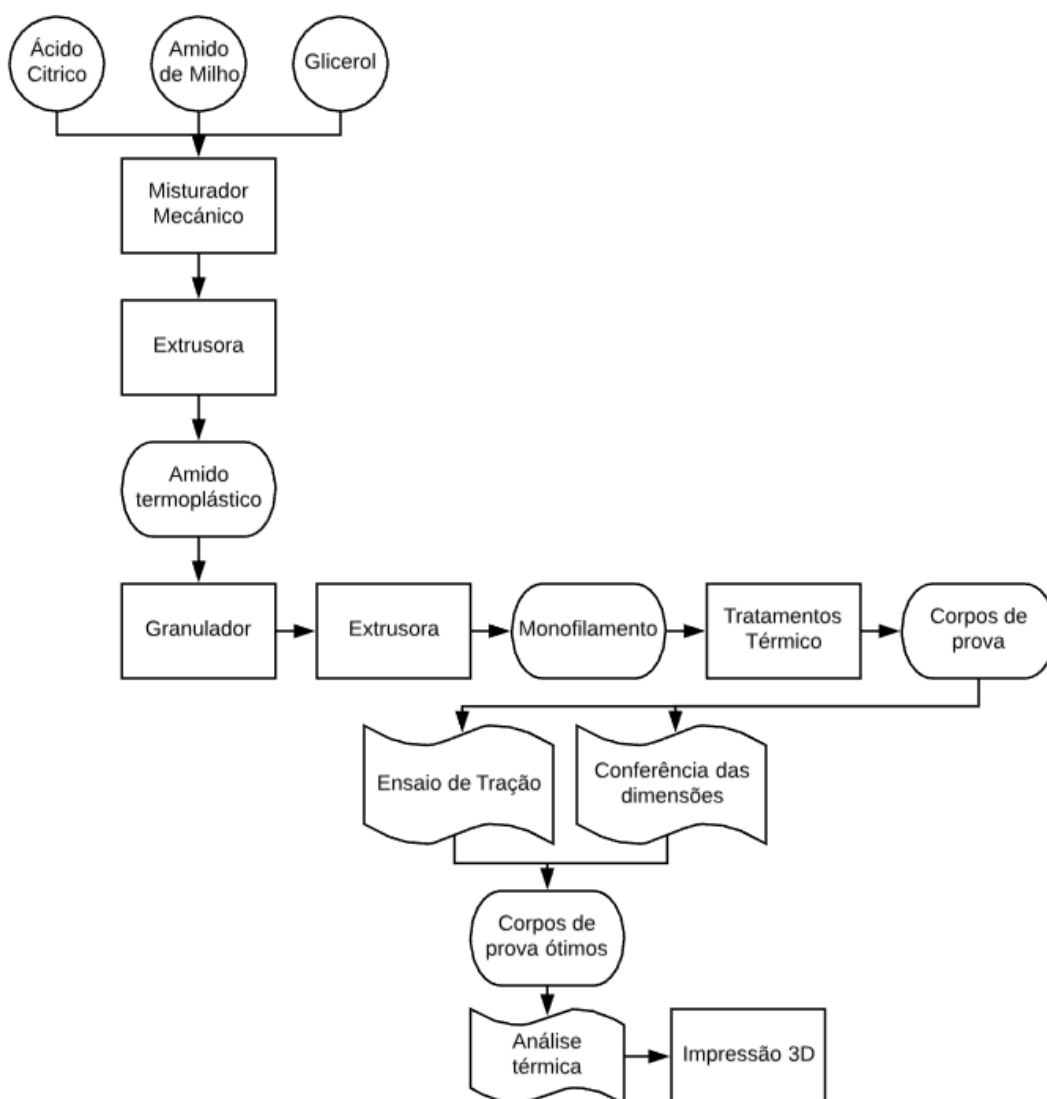 Ácido
Citrico
Amido
de Milho
Glicerol
Misturador
Mecánico
Extrusora
Amido
termoplástico
Granulador
Extrusora
Monofilamento
Tratamentos
Térmico
Corpos de
prova
Ensaio de Tração
Conferência das
dimensões
Corpos de
prova ótimos
Análise
térmica
Impressão 3D